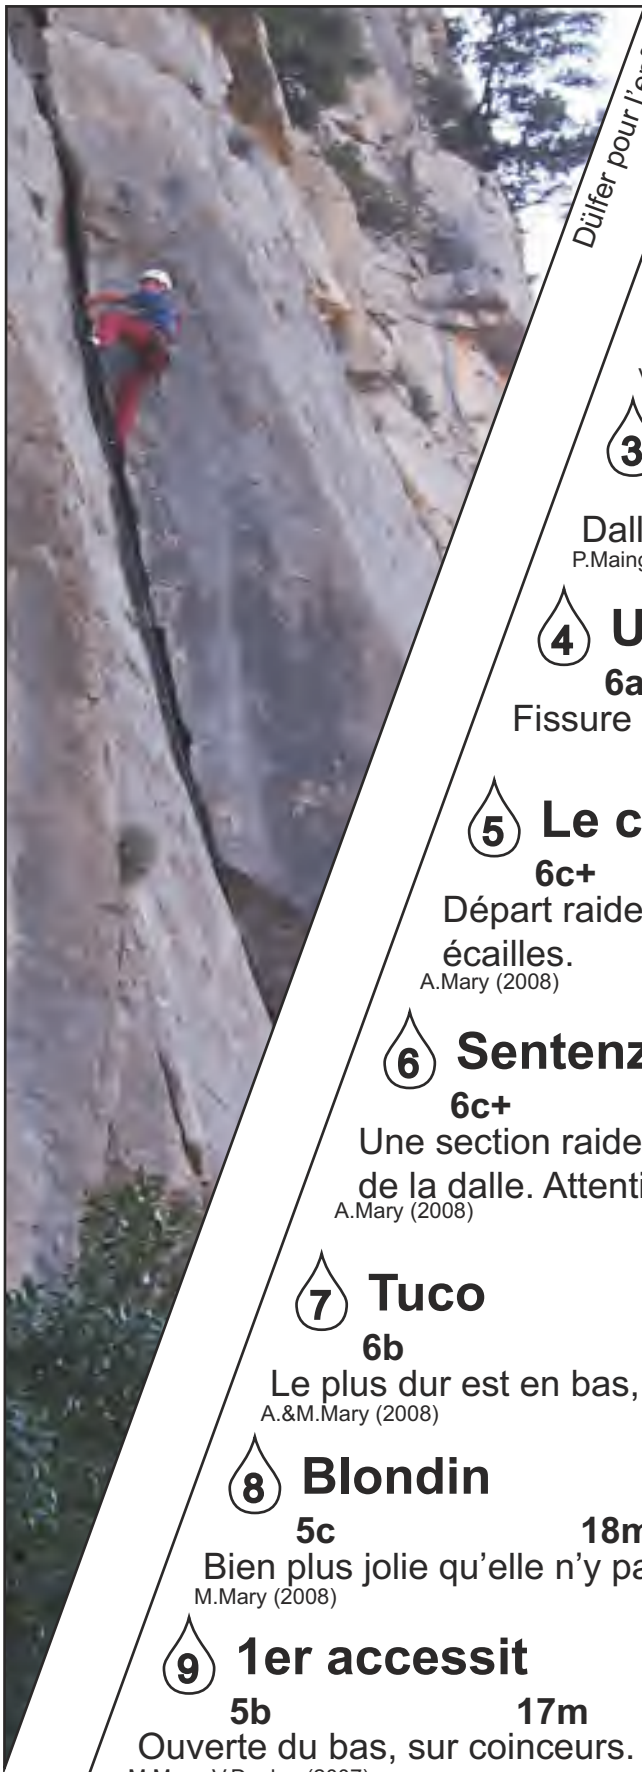 Dülfer pour l'
3
Dall
P.Maing
4
U
6a
Fissure
5
Le c
6c+
Départ raide
écailles.
A.Mary (2008)
6
Sentenz
6c+
Une section raide
de la dalle. Attenti
A.Mary (2008)
7
Tuco
6b
Le plus dur est en bas,
A.&M.Mary (2008)
8
Blondin
5c 18m
Bien plus jolie qu'elle n'y pa
M.Mary (2008)
9
1er accessit
5b 17m
Ouverte du bas, sur coinceurs.